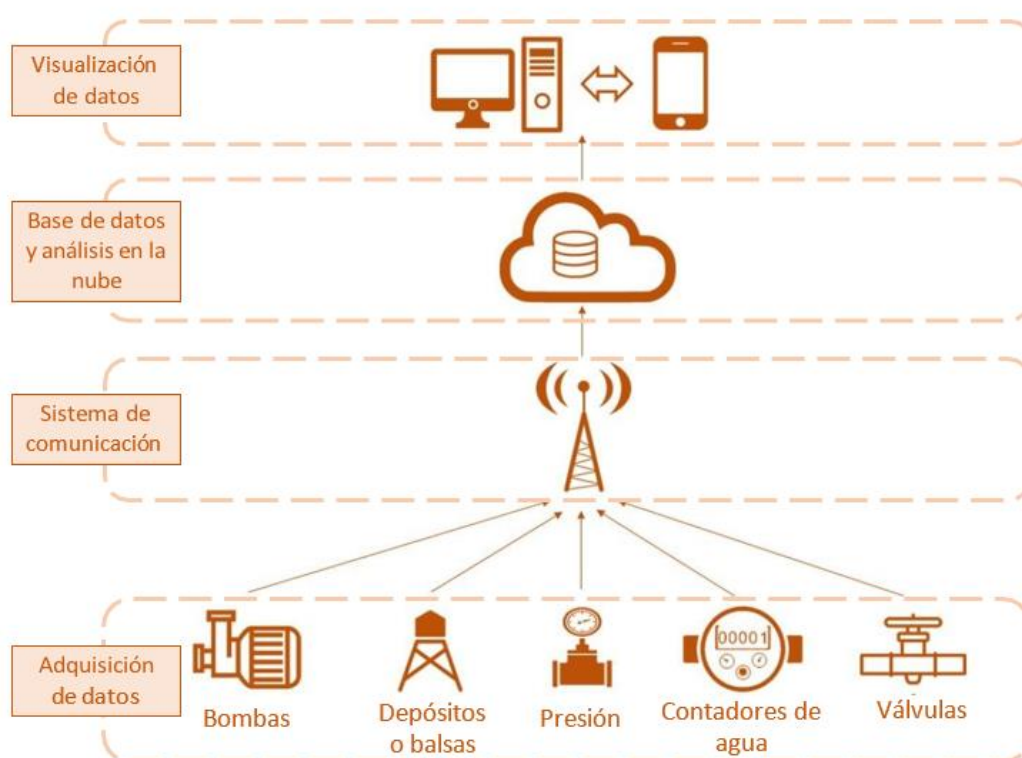 Visualización
de datos
Base de datos
y análisis en la
nube
Sistema de
comunicación
Adquisición
de datos
00001
Bombas
Depósitos
o balsas
Presión
Contadores de
agua
Válvulas